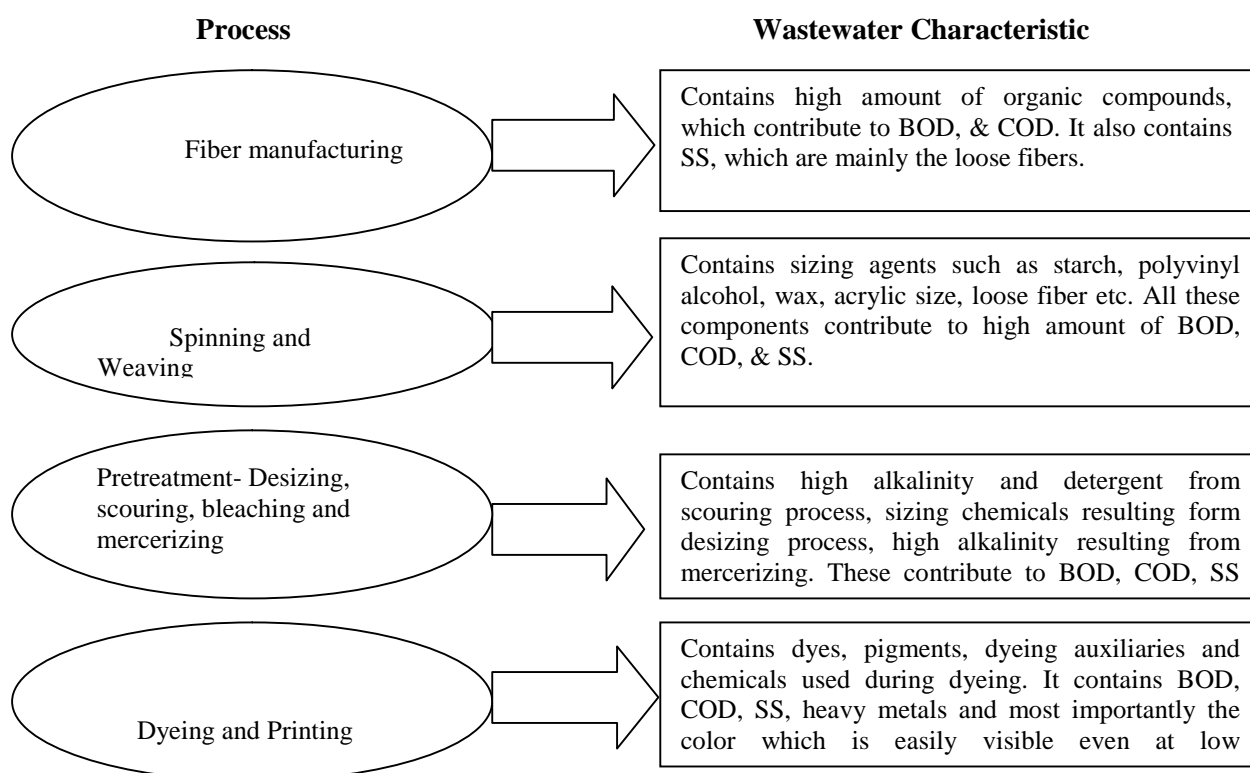 Process
Wastewater Characteristic
Fiber manufacturing
Contains high amount of organic compounds,
which contribute to BOD, & COD. It also contains
SS, which are mainly the loose fibers.
Spinning and
Weaving
Contains sizing agents such as starch, polyvinyl
alcohol, wax, acrylic size, loose fiber etc. All these
components contribute to high amount of BOD,
COD, & SS.
Pretreatment- Desizing,
scouring, bleaching and
mercerizing
Contains high alkalinity and detergent from
scouring process, sizing chemicals resulting form
desizing process, high alkalinity resulting from
mercerizing. These contribute to BOD, COD, SS
Dyeing and Printing
Contains dyes, pigments, dyeing auxiliaries and
chemicals used during dyeing. It contains BOD,
COD, SS, heavy metals and most importantly the
color which is easily visible even at low